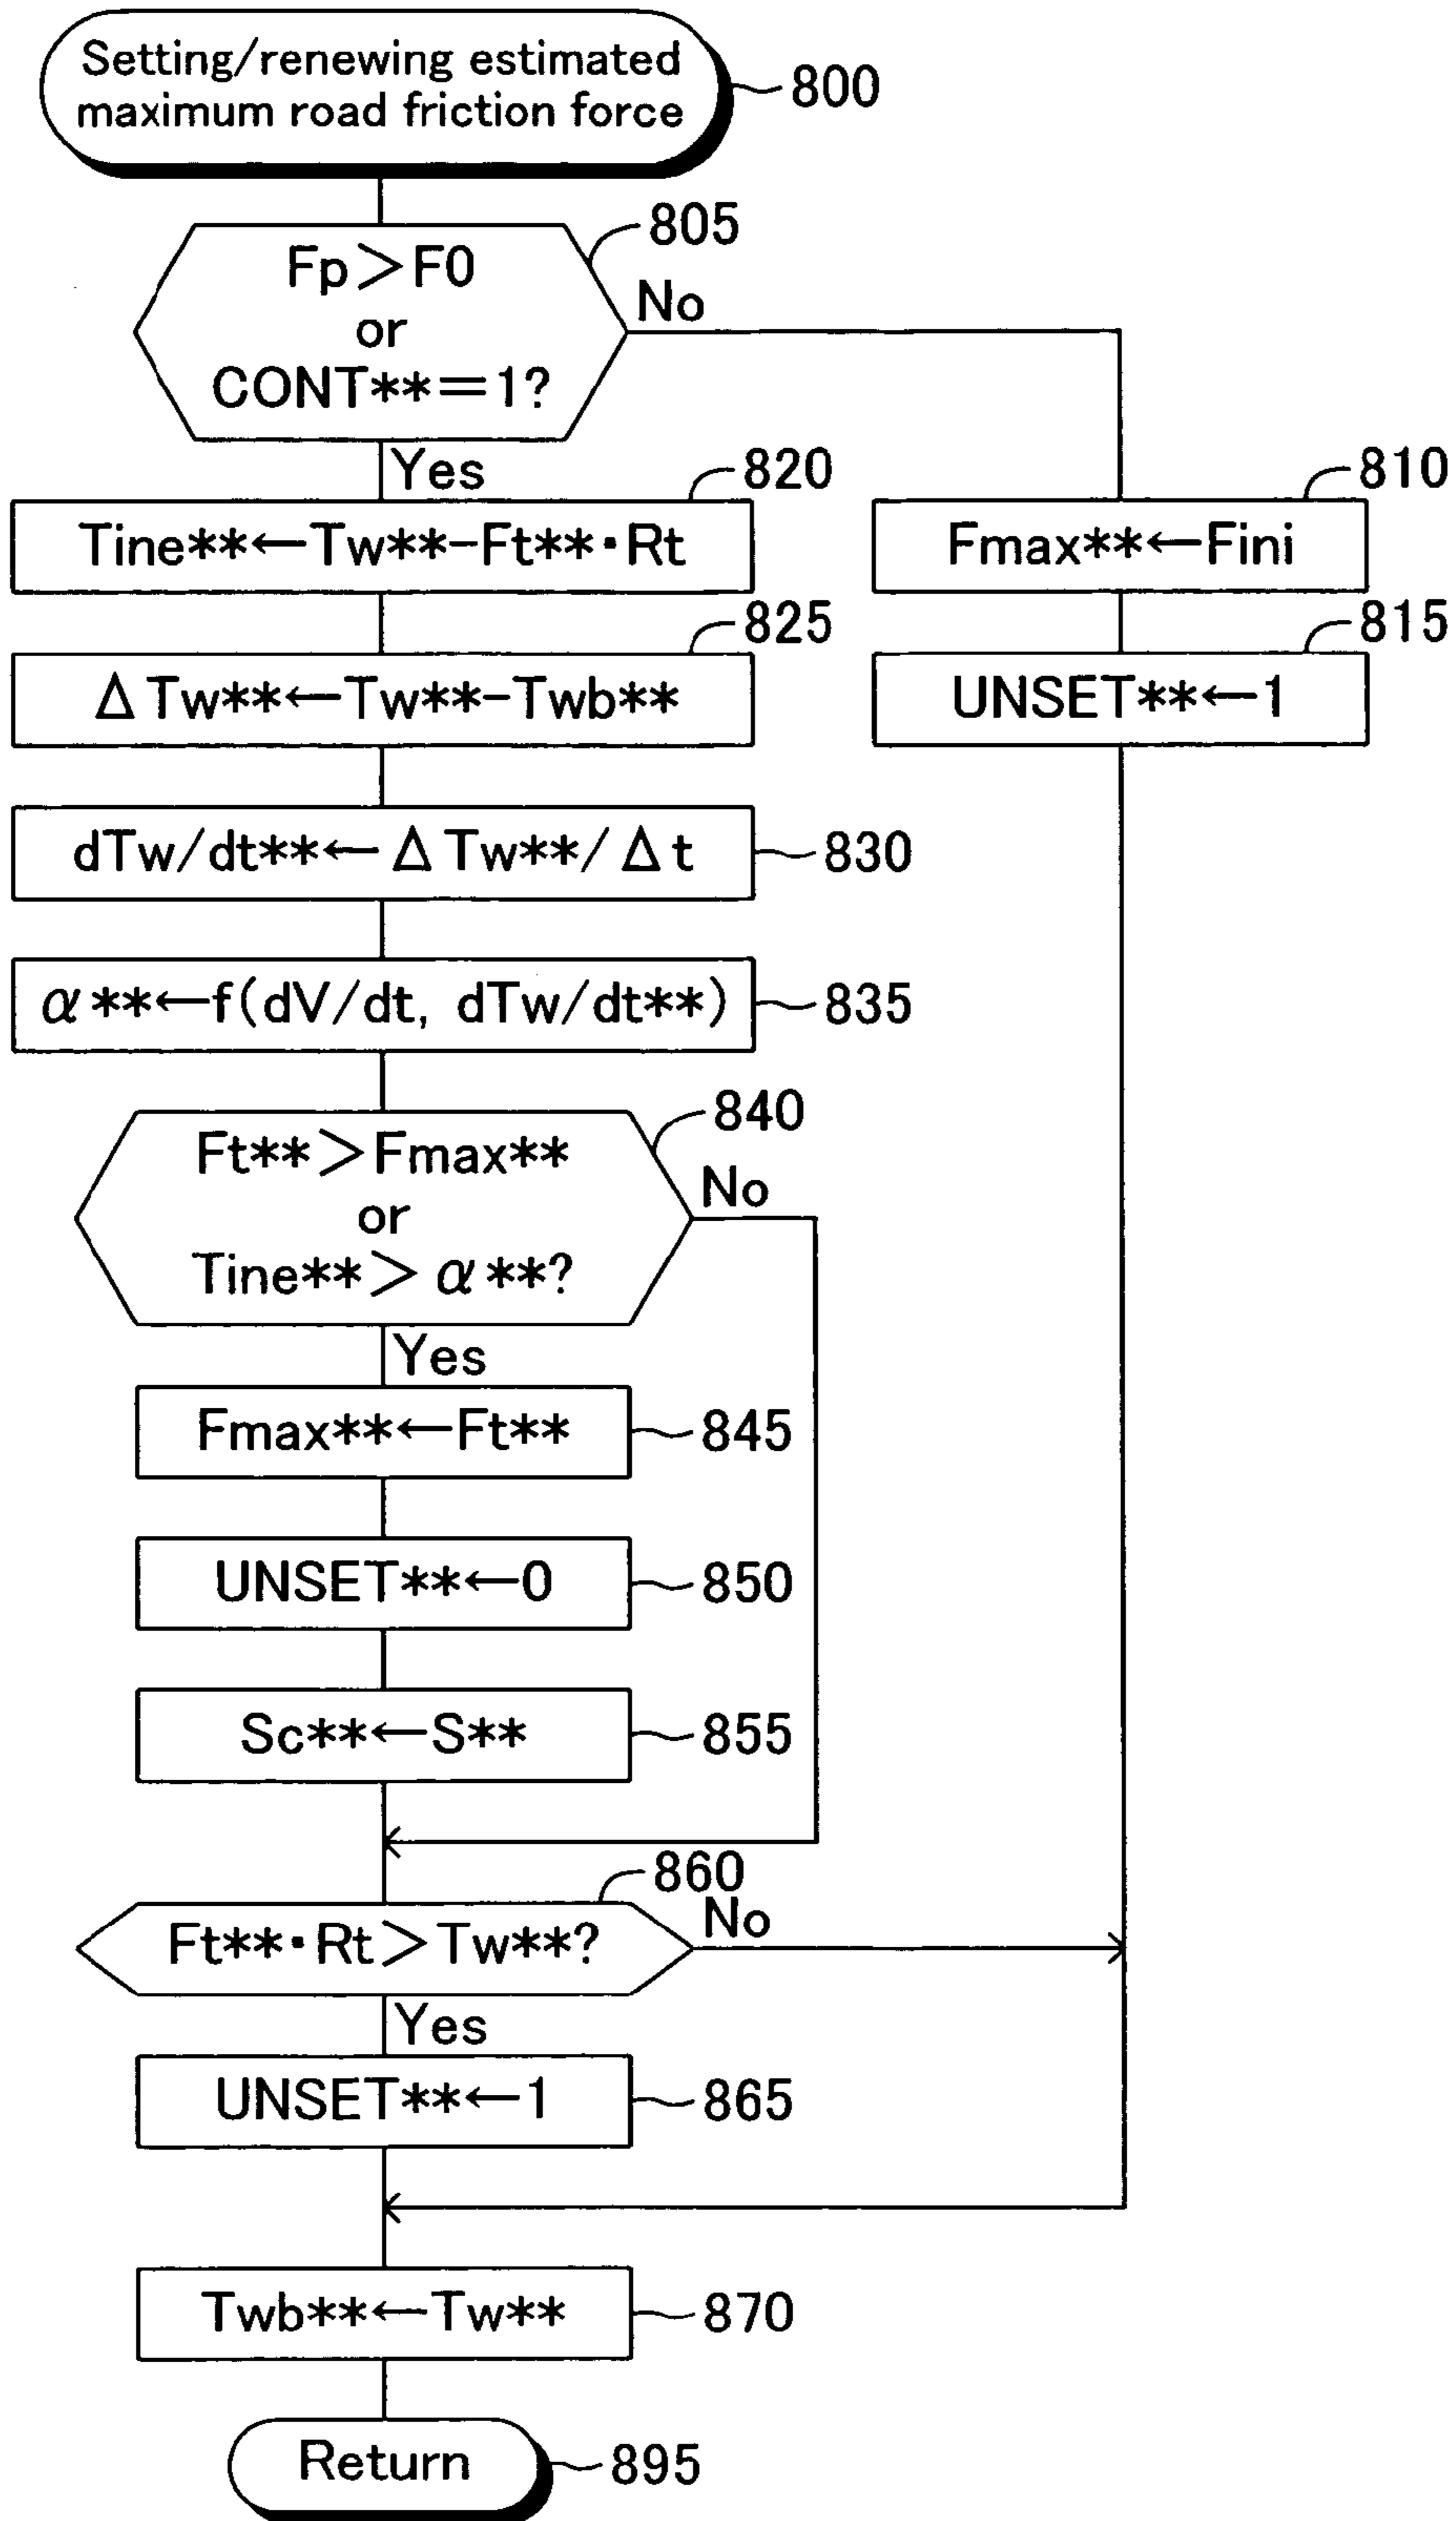 Setting/renewing estimated
maximum road friction force
800
805
Fp>F0
or
CONT**=1?
No
Yes
820
Tine**←Tw**-Ft**·Rt
810
Fmax**←Fini
825
ΔTw**←Tw**-Twb**
815
UNSET**←1
dTw/dt**←ΔTw**/Δt
830
α**←f(dV/dt, dTw/dt**)
835
840
Ft**>Fmax**
or
Tine**>α**?
No
Yes
Fmax**←Ft**
845
UNSET**←0
850
Sc**←S**
855
860
Ft**·Rt>Tw**?
No
Yes
UNSET**←1
865
Twb**←Tw**
870
Return
895